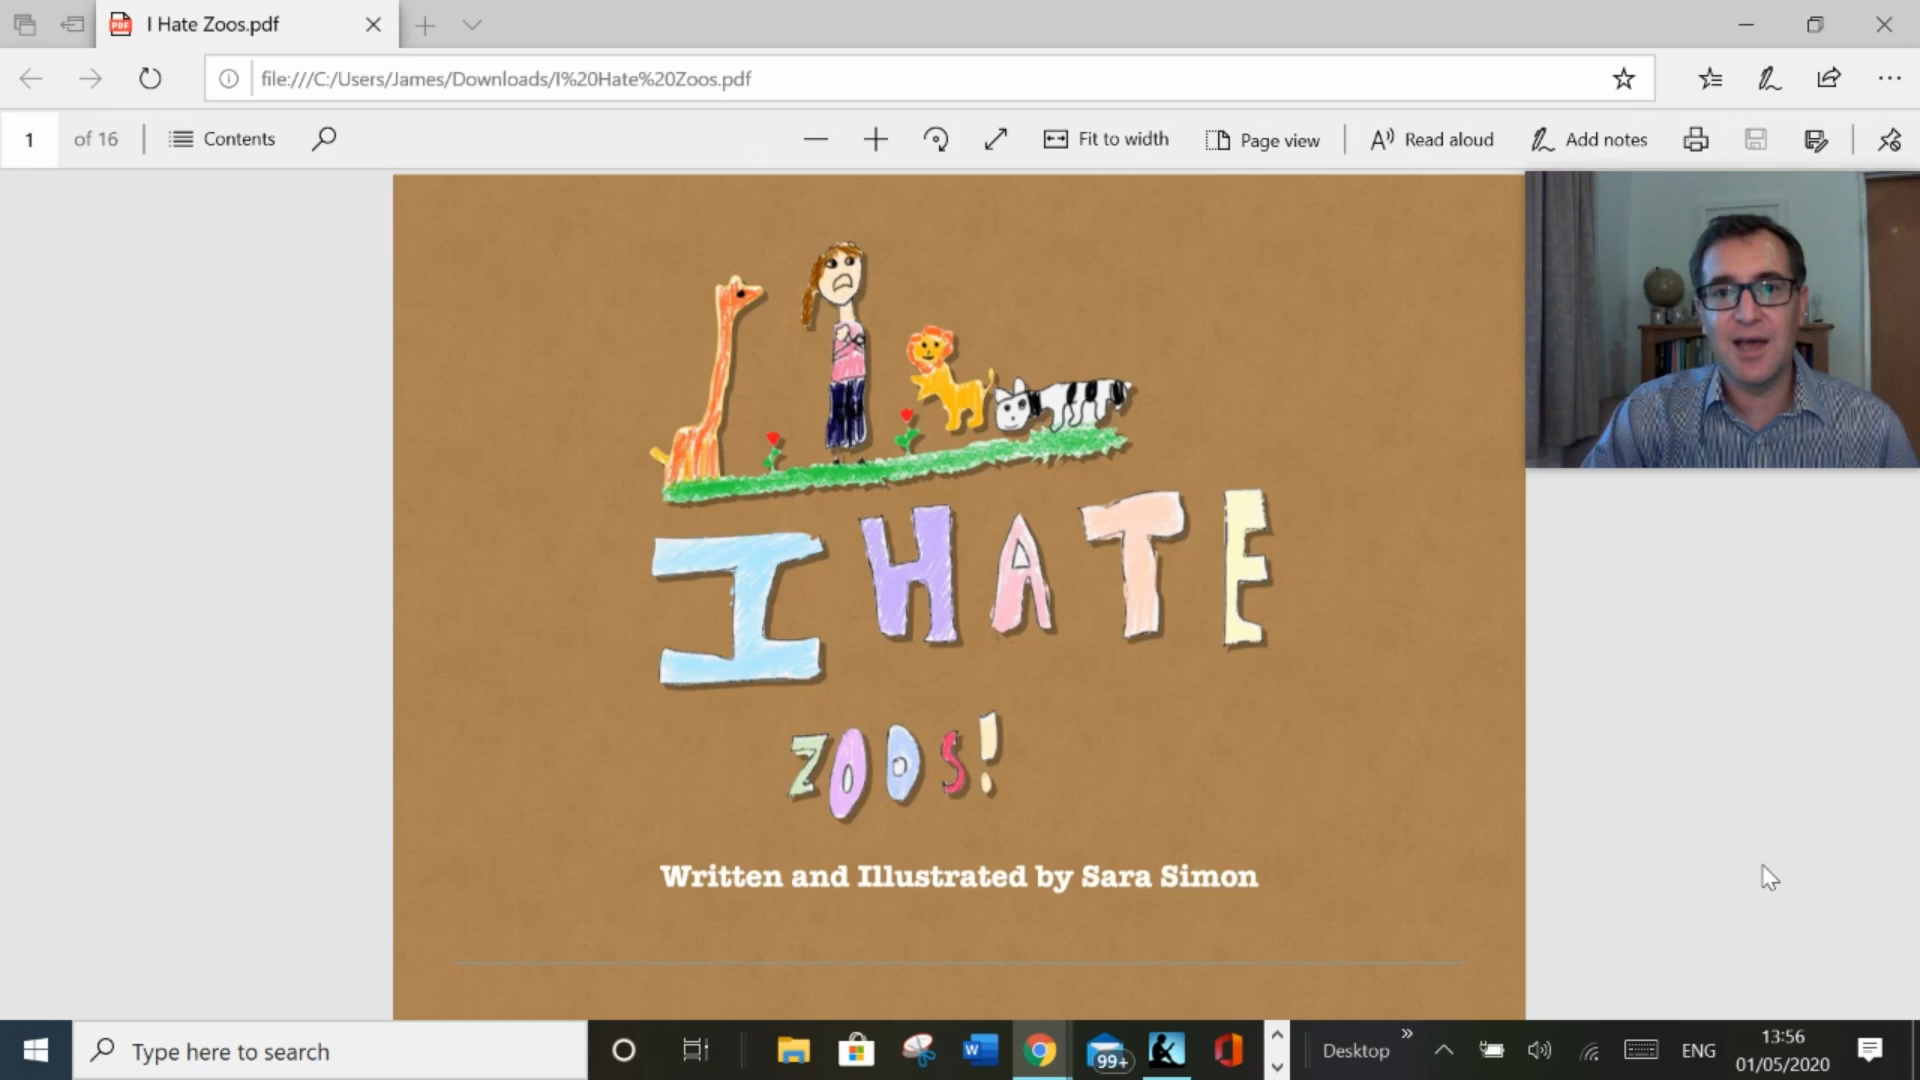 I Hate Zoos.pdf
file:///C:/Users/James/Downloads/I%20Hate%20Zoos.pdf
1 of 16 Contents Fit to width Page view Read aloud Add notes
I HATE
ZOOS!
Written and Illustrated by Sara Simon
Type here to search 99+ Desktop ENG 13:56
01/05/2020